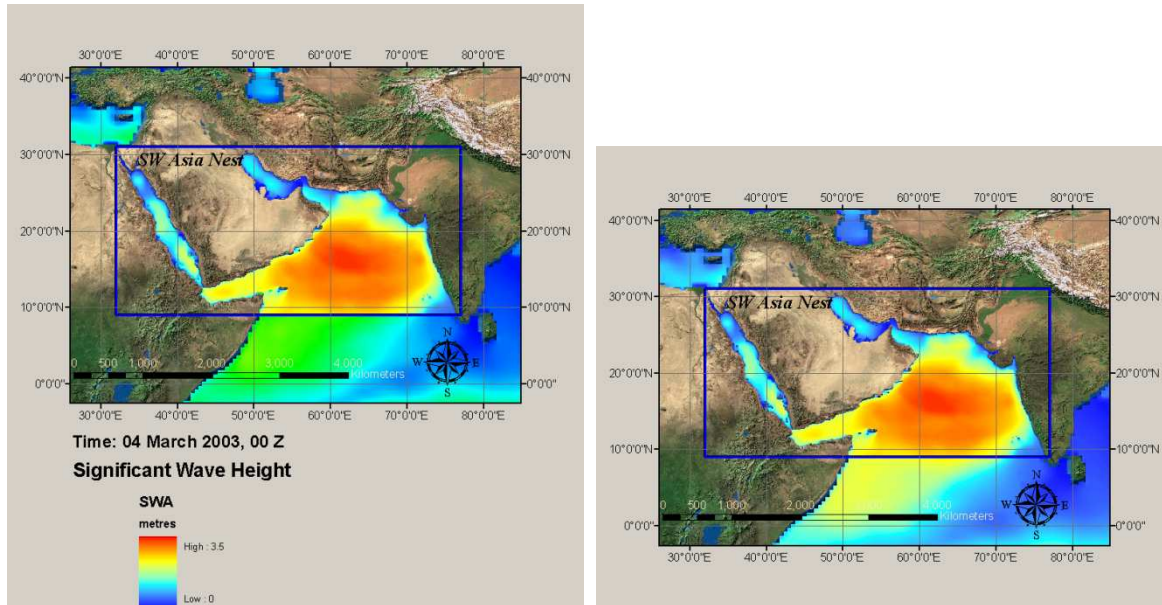 30°0'0"E 40°0'0"E 50°0'0"E 60°0'0"E 70°0'0"E 80°0'0"E
40°0'0"N 40°0'0"N
30°0'0"N SW Asia Nest 30°0'0"N
20°0'0"N 20°0'0"N
10°0'0"N 10°0'0"N
N
0 500 1,000 2,000 3,000 4,000 W E
Kilometers
0°0'0" S 0°0'0"
30°0'0"E 40°0'0"E 50°0'0"E 60°0'0"E 70°0'0"E 80°0'0"E
Time: 04 March 2003, 00 Z
Significant Wave Height
SWA
metres
High : 3.5
Low : 0
40°0'0"N 40°0'0"N
30°0'0"N SW Asia Nest 30°0'0"N
20°0'0"N 20°0'0"N
10°0'0"N 10°0'0"N
N
0 500 1,000 2,000 3,000 4,000 W E
Kilometers
0°0'0" S 0°0'0"
30°0'0"E 40°0'0"E 50°0'0"E 60°0'0"E 70°0'0"E 80°0'0"E